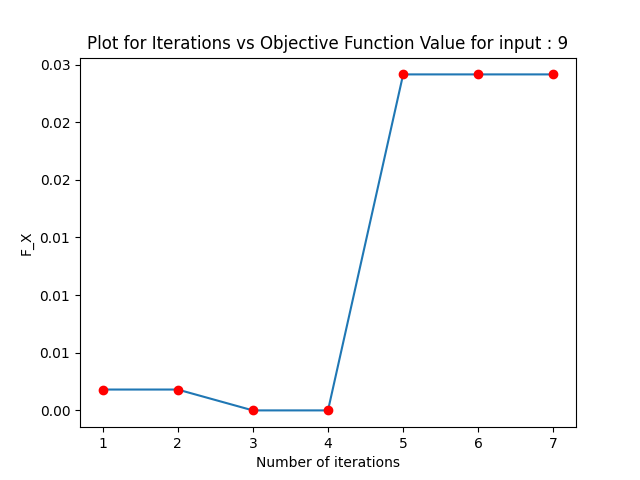 Plot for Iterations vs Objective Function Value for input : 9
0.03
0.02
0.02
0.01
0.01
0.01
0.00
F_X
1 2 3 4 5 6 7
Number of iterations